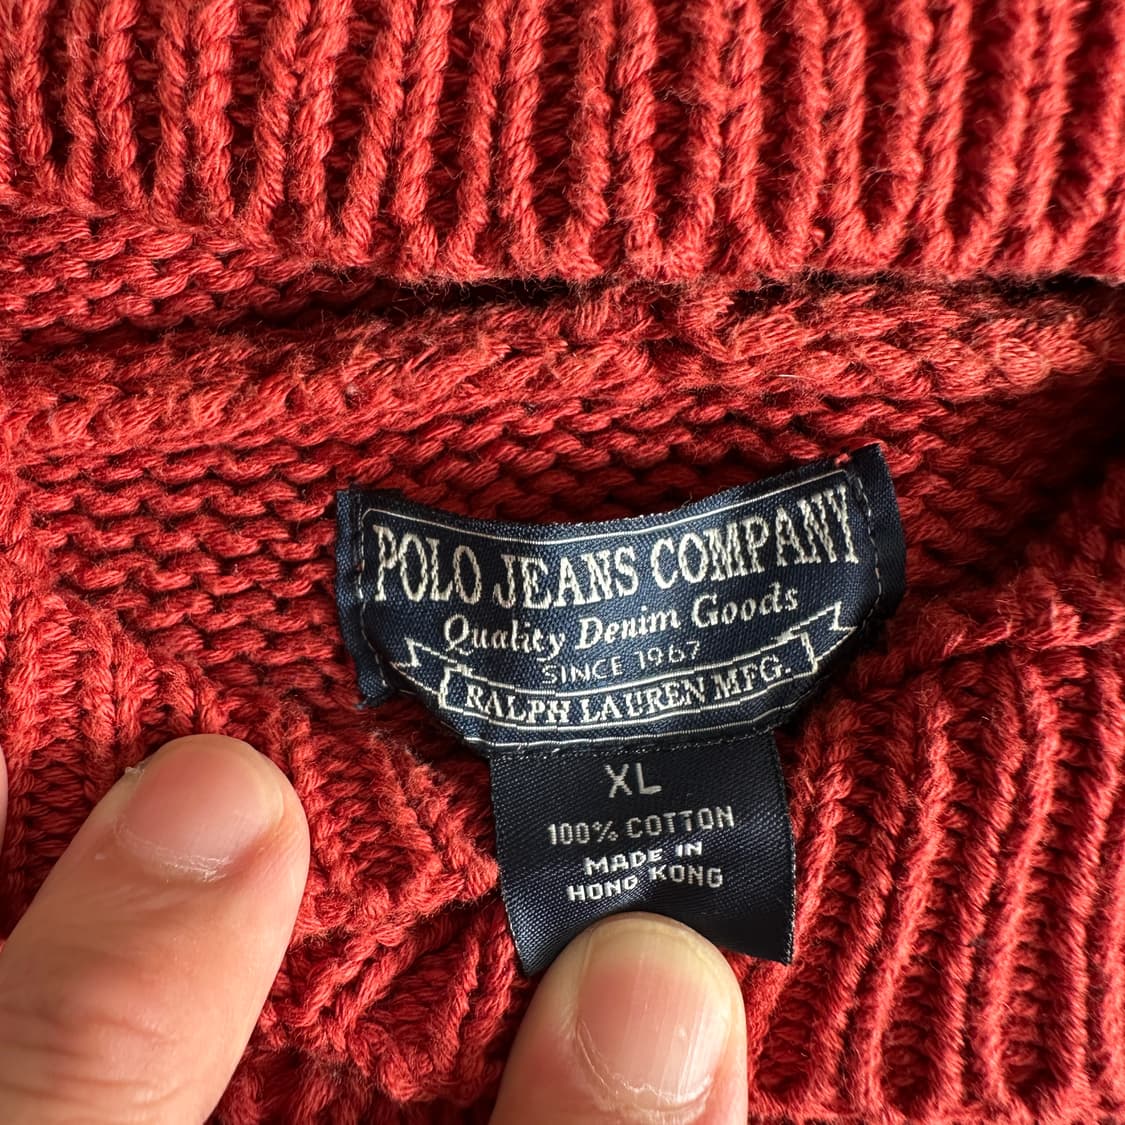 POLO JEANS COMPANY
Quality Denim Goods
SINCE 1967
RALPH LAUREN MFG.
XL
100% COTTON
MADE IN
HONG KONG